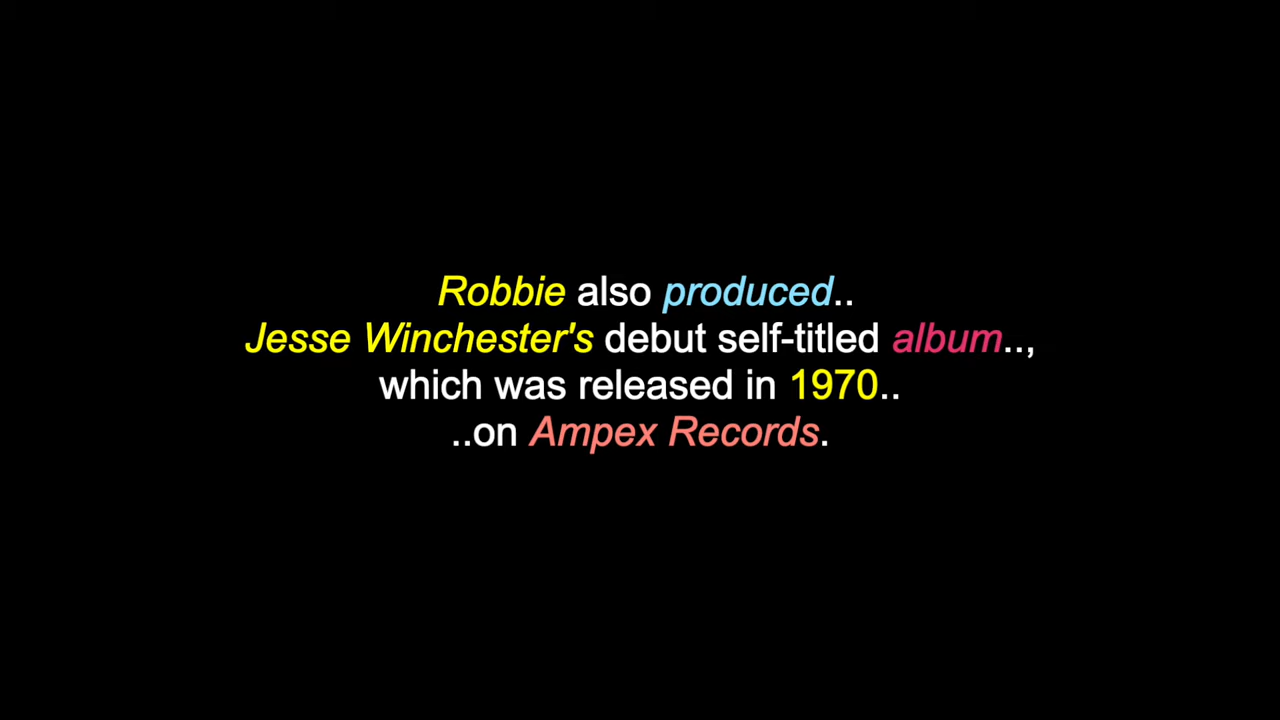 Robbie also produced..
Jesse Winchester's debut self-titled album..,
which was released in 1970..
..on Ampex Records.